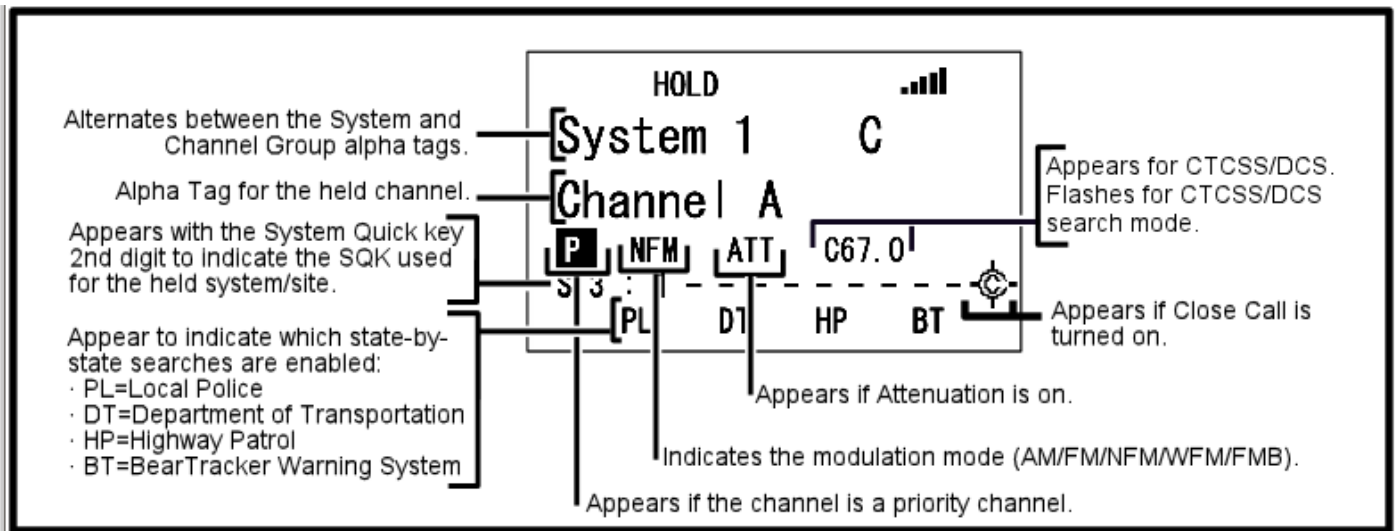 HOLD
Alternates between the System and
Channel Group alpha tags.
System 1 C
Alpha Tag for the held channel.
Channel A
Appears for CTCSS/DCS.
Flashes for CTCSS/DCS
search mode.
Appears with the System Quick key
2nd digit to indicate the SQK used
for the held system/site.
P NFM ATT C67.0
S 3 : - - - - - - - - - C
PL DT HP BT
Appears if Close Call is
turned on.
Appear to indicate which state-by-
state searches are enabled:
· PL=Local Police
· DT=Department of Transportation
· HP=Highway Patrol
· BT=BearTracker Warning System
Appears if Attenuation is on.
Indicates the modulation mode (AM/FM/NFM/WFM/FMB).
Appears if the channel is a priority channel.